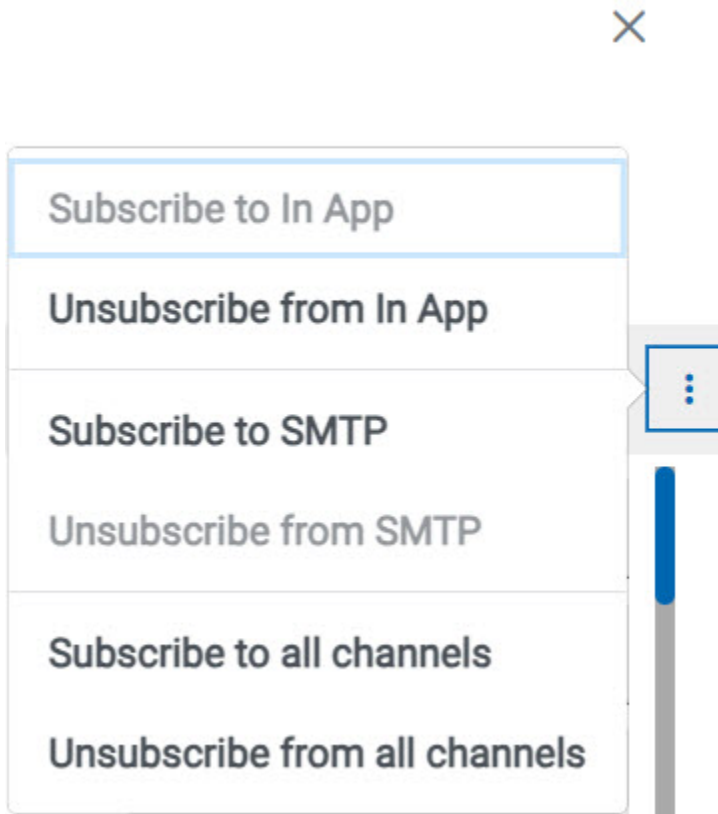 Subscribe to In App
Unsubscribe from In App
Subscribe to SMTP
Unsubscribe from SMTP
Subscribe to all channels
Unsubscribe from all channels